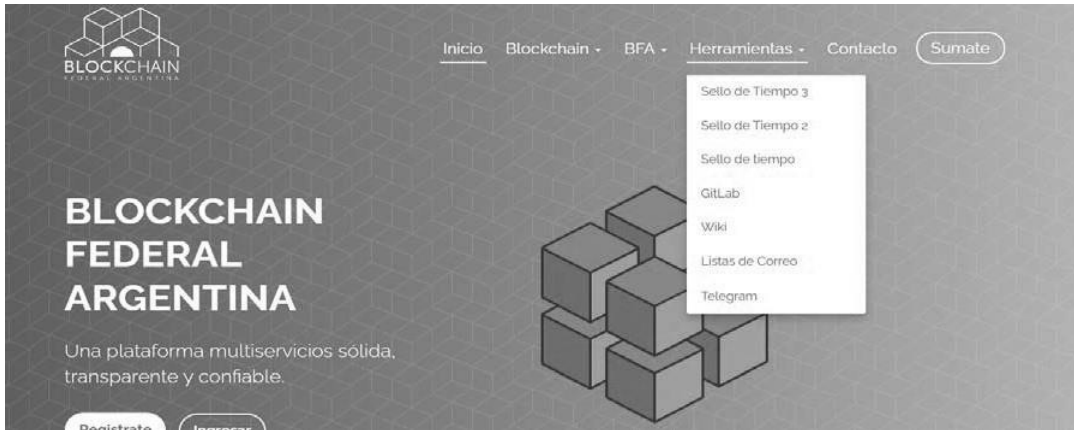 BLOCKCHAIN
FEDERAL ARGENTINA
Inicio Blockchain BFA Herramientas Contacto Sumate
Sello de Tiempo 3
Sello de Tiempo 2
Sello de tiempo
GitLab
Wiki
Listas de Correo
Telegram
BLOCKCHAIN
FEDERAL
ARGENTINA
Una plataforma multiservicios sólida,
transparente y confiable.
Registrate Ingresar